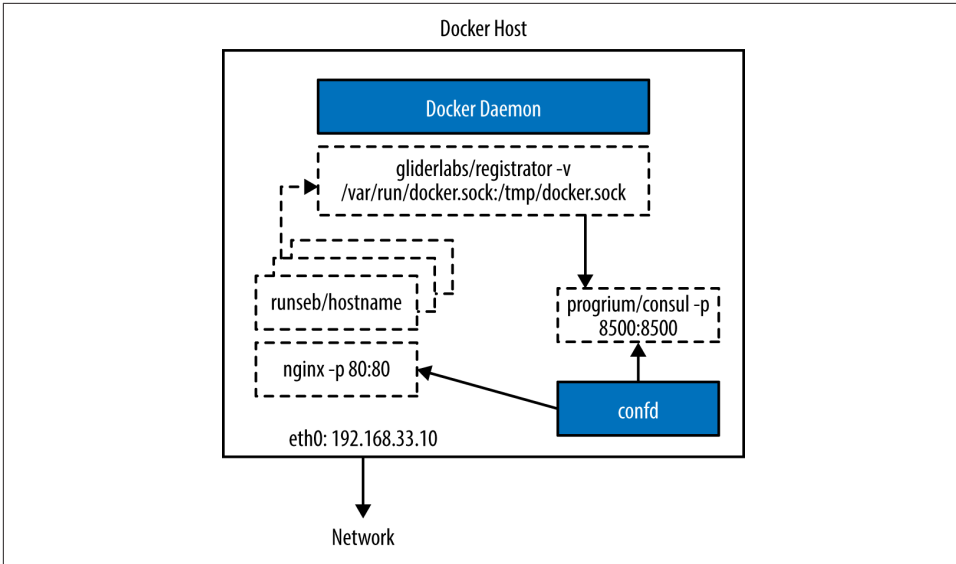 Docker Host
Docker Daemon
gliderlabs/registrator -v
/var/run/docker.sock:/tmp/docker.sock
runseb/hostname
progrium/consul -p
8500:8500
nginx -p 80:80
confd
eth0: 192.168.33.10
Network